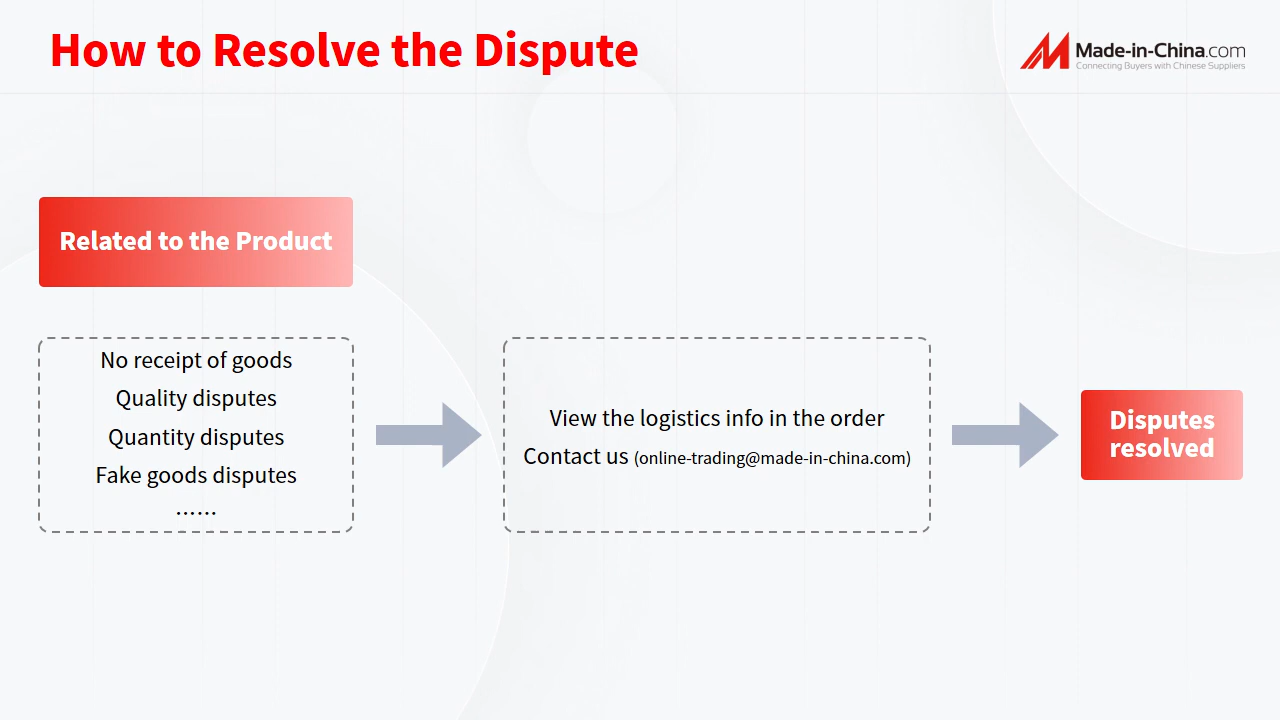 How to Resolve the Dispute
Made-in-China.com
Connecting Buyers with Chinese Suppliers
Related to the Product
No receipt of goods
Quality disputes
Quantity disputes
Fake goods disputes
······
View the logistics info in the order
Contact us (online-trading@made-in-china.com)
Disputes
resolved